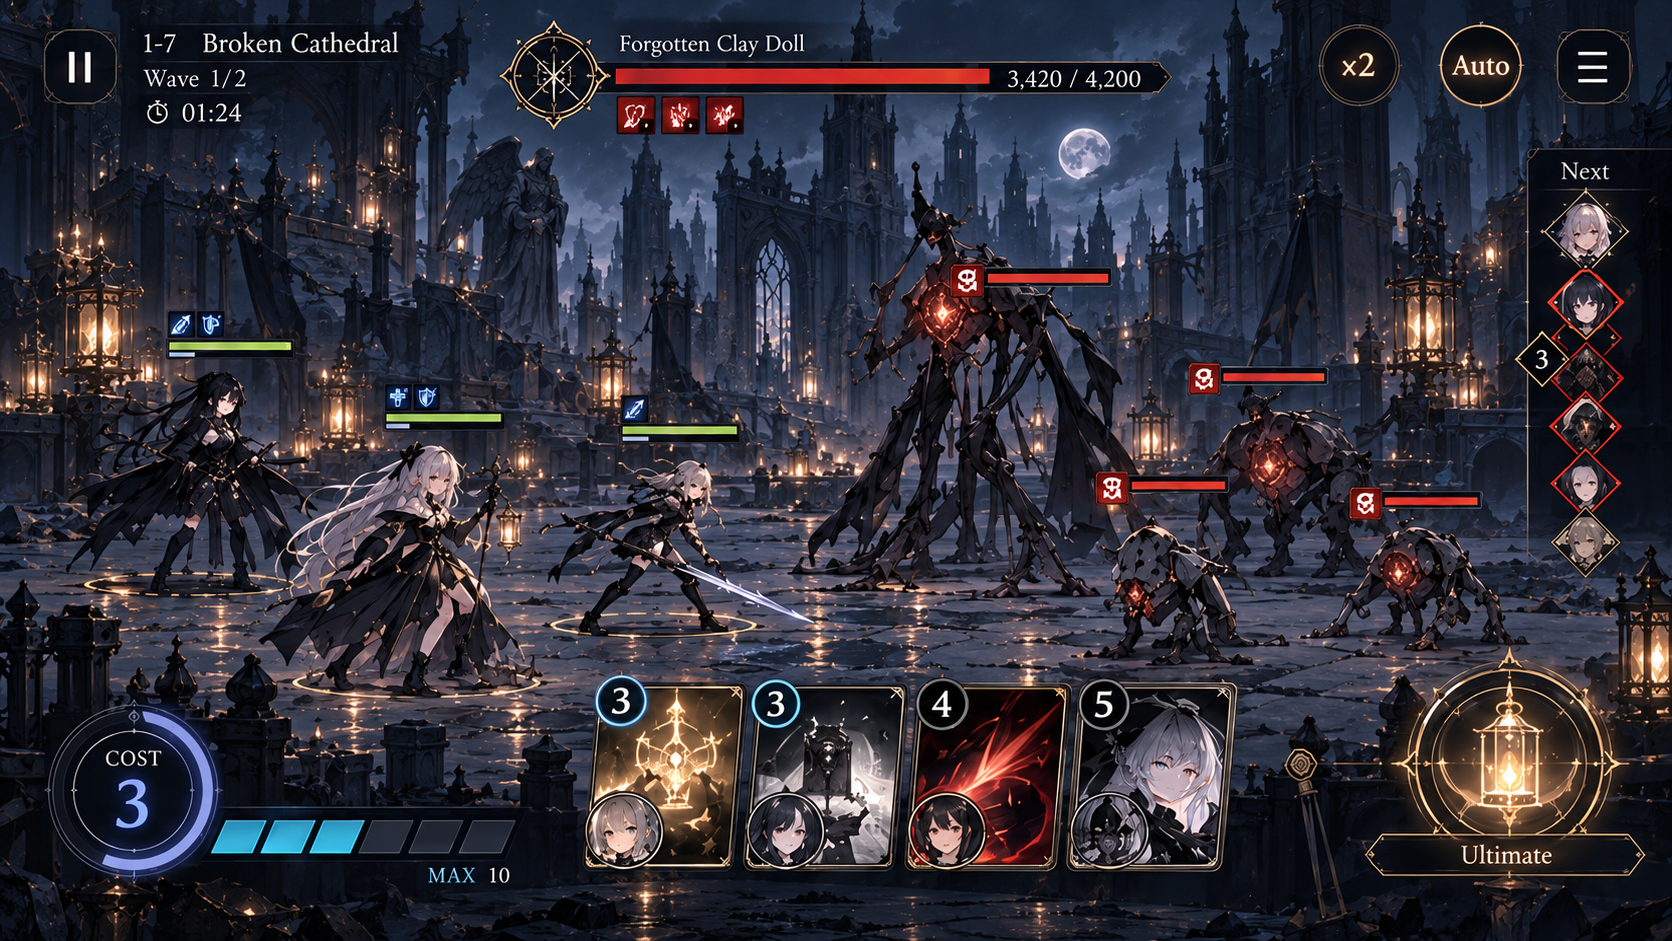 1-7 Broken Cathedral
Wave 1/2
01:24
Forgotten Clay Doll
3,420 / 4,200
×2
Auto
Next
3
COST
3
MAX 10
3
3
4
5
Ultimate